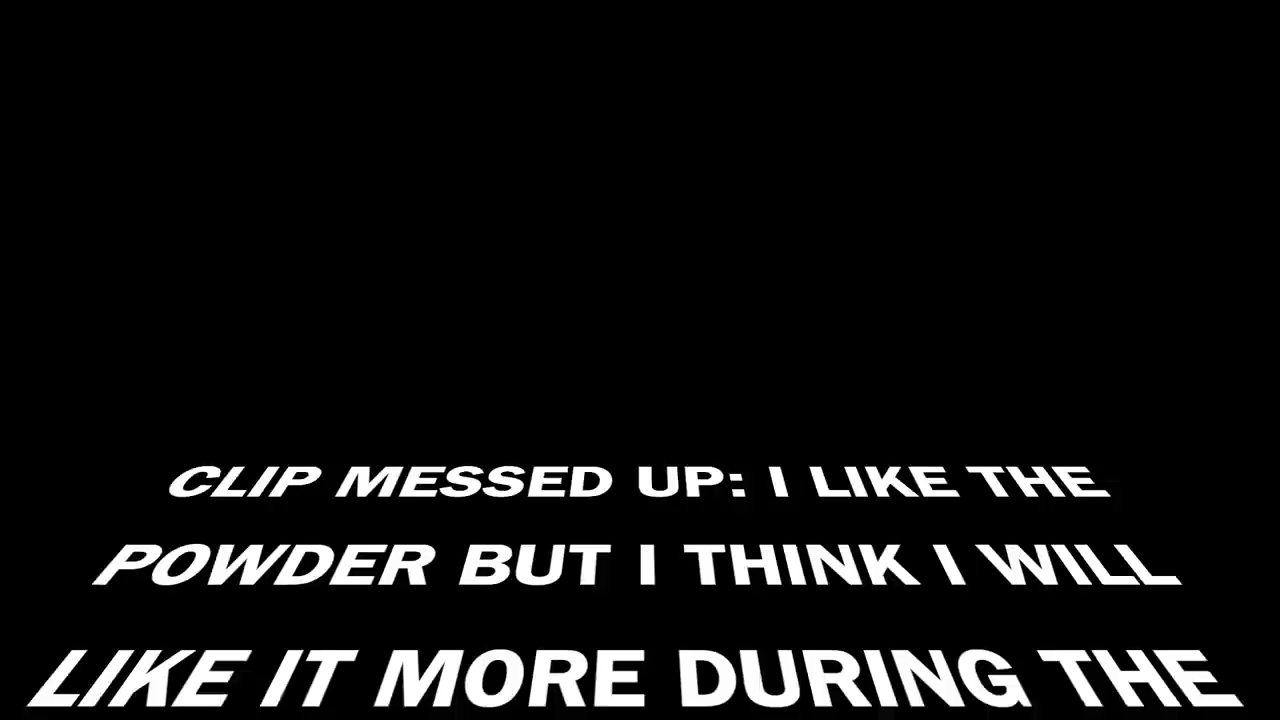 CLIP MESSED UP: I LIKE THE
POWDER BUT I THINK I WILL
LIKE IT MORE DURING THE